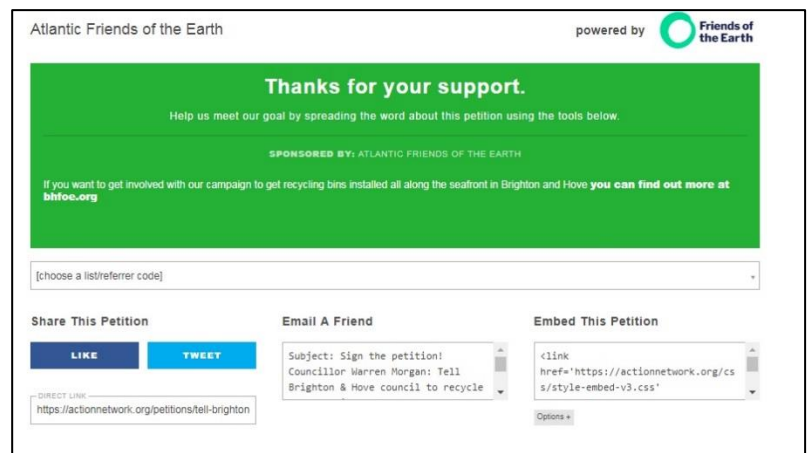 Atlantic Friends of the Earth
powered by
Friends of
the Earth
Thanks for your support.
Help us meet our goal by spreading the word about this petition using the tools below.
SPONSORED BY: ATLANTIC FRIENDS OF THE EARTH
If you want to get involved with our campaign to get recycling bins installed all along the seafront in Brighton and Hove you can find out more at
bhfoe.org
[choose a list/referrer code]
Share This Petition
LIKE
TWEET
DIRECT LINK
https://actionnetwork.org/petitions/tell-brighton
Email A Friend
Subject: Sign the petition!
Councillor Warren Morgan: Tell
Brighton & Hove council to recycle
Embed This Petition
<link
href='https://actionnetwork.org/cs
s/style-embed-v3.css'
Options +